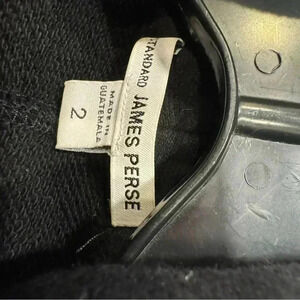 STANDARD JAMES PERSE
MADE IN
GUATEMALA
2